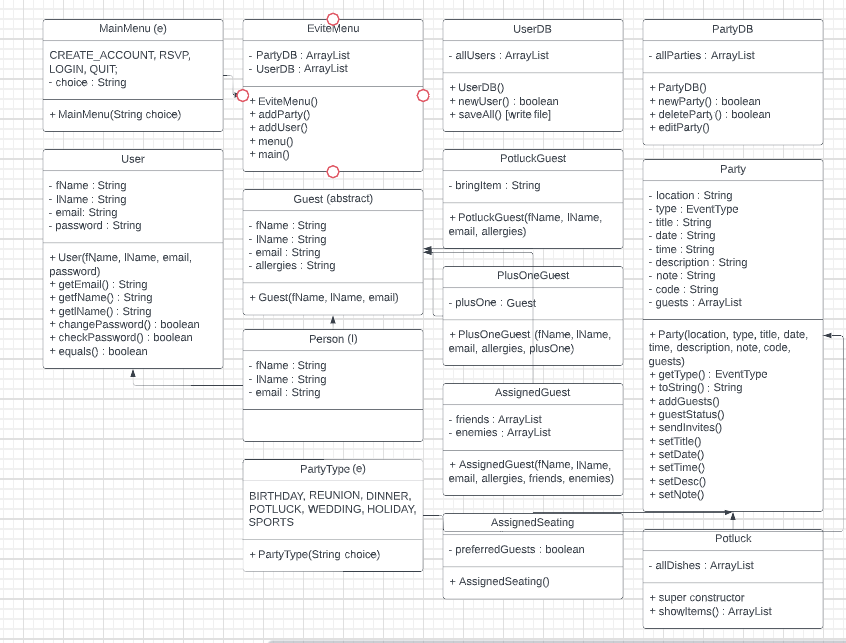 MainMenu (e)
CREATE_ACCOUNT, RSVP,
LOGIN, QUIT;
- choice : String
+ MainMenu(String choice)
User
- fName : String
- lName : String
- email: String
- password : String
+ User(fName, lName, email,
password)
+ getEmail() : String
+ getfName() : String
+ getlName() : String
+ changePassword() : boolean
+ checkPassword() : boolean
+ equals() : boolean
EviteMenu
- PartyDB : ArrayList
- UserDB : ArrayList
+ EviteMenu()
+ addParty()
+ addUser()
+ menu()
+ main()
Guest (abstract)
- fName : String
- lName : String
- email : String
- allergies : String
+ Guest(fName, lName, email)
Person (I)
- fName : String
- lName : String
- email : String
PartyType (e)
BIRTHDAY, REUNION, DINNER,
POTLUCK, WEDDING, HOLIDAY,
SPORTS
+ PartyType(String choice)
UserDB
- allUsers : ArrayList
+ UserDB()
+ newUser() : boolean
+ saveAll() [write file]
PotluckGuest
- bringItem : String
+ PotluckGuest(fName, lName,
email, allergies)
PlusOneGuest
- plusOne : Guest
+ PlusOneGuest (fName, lName,
email, allergies, plusOne)
AssignedGuest
- friends : ArrayList
- enemies : ArrayList
+ AssignedGuest(fName, lName,
email, allergies, friends, enemies)
AssignedSeating
- preferredGuests : boolean
+ AssignedSeating()
PartyDB
- allParties : ArrayList
+ PartyDB()
+ newParty() : boolean
+ deleteParty() : boolean
+ editParty()
Party
- location : String
- type : EventType
- title : String
- date : String
- time : String
- description : String
- note : String
- code : String
- guests : ArrayList
+ Party(location, type, title, date,
time, description, note, code,
guests)
+ getType() : EventType
+ toString() : String
+ addGuests()
+ guestStatus()
+ sendInvites()
+ setTitle()
+ setDate()
+ setTime()
+ setDesc()
+ setNote()
Potluck
- allDishes : ArrayList
+ super constructor
+ showItems() : ArrayList